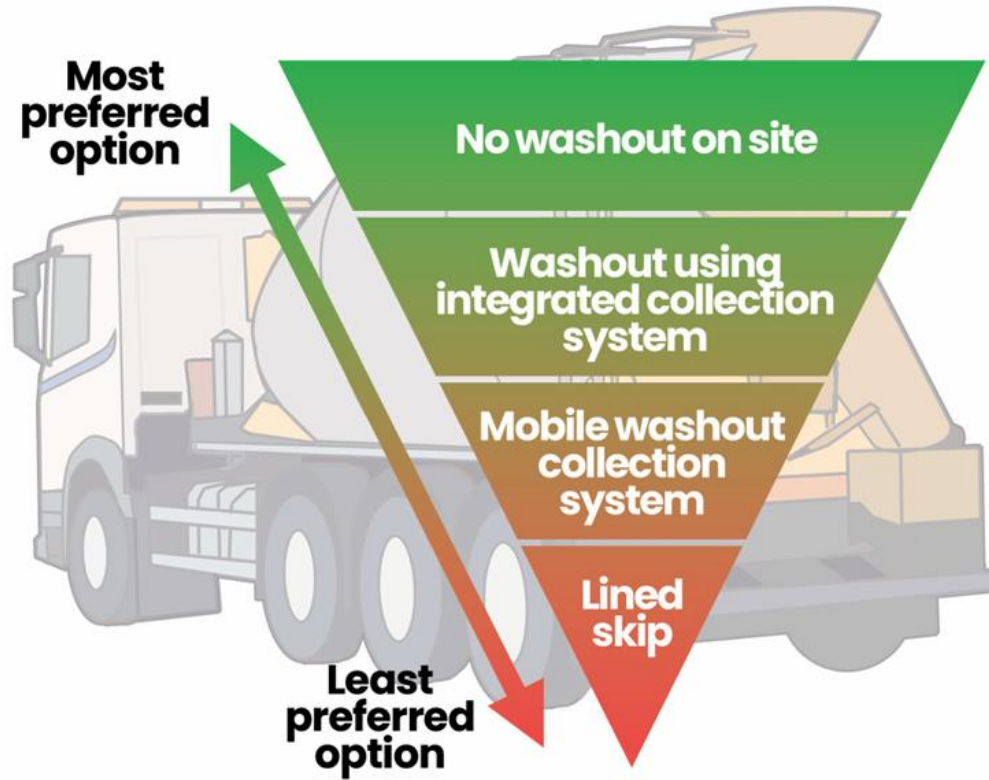 Most
preferred
option
No washout on site
Washout using
integrated collection
system
Mobile washout
collection
system
Lined
skip
Least
preferred
option